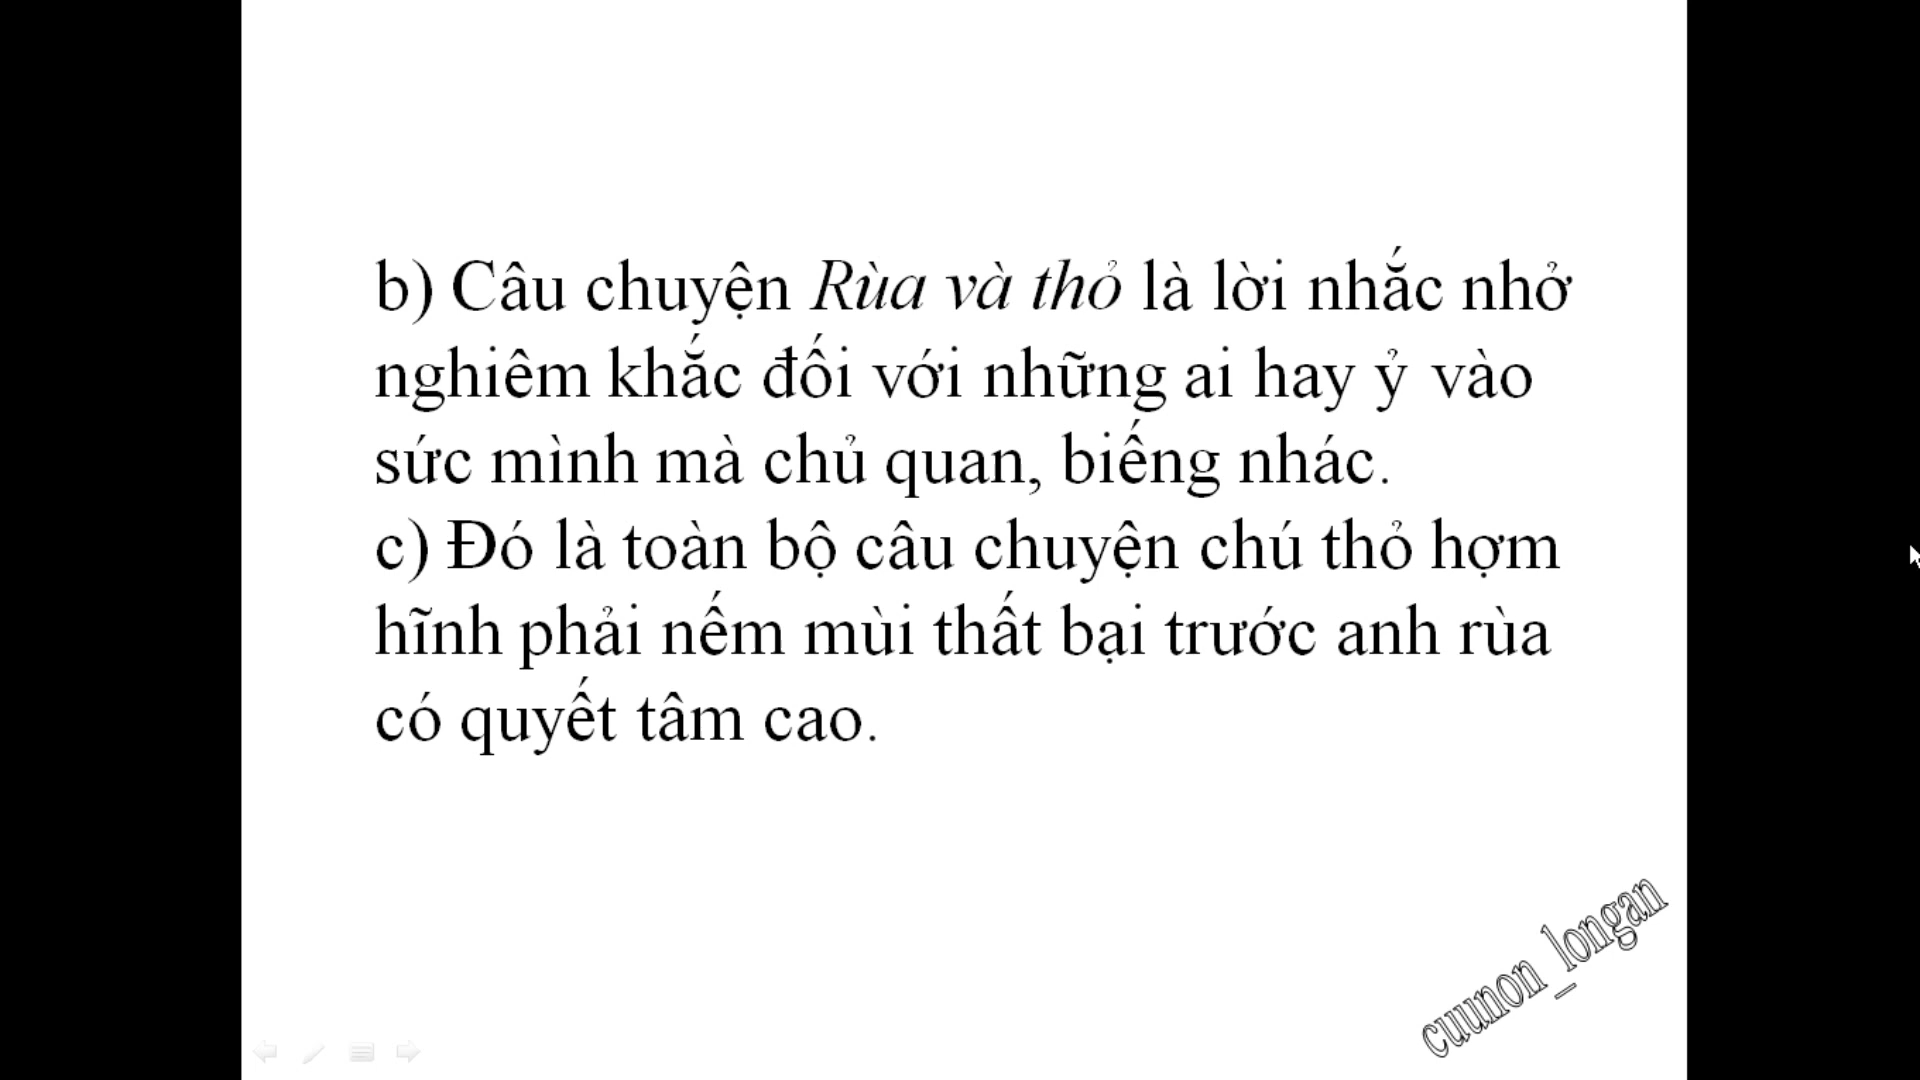 b) Câu chuyện Rùa và thỏ là lời nhắc nhở
nghiêm khắc đối với những ai hay ỷ vào
sức mình mà chủ quan, biếng nhác.
c) Đó là toàn bộ câu chuyện chú thỏ hợm
hĩnh phải nếm mùi thất bại trước anh rùa
có quyết tâm cao.
cuunon_longan